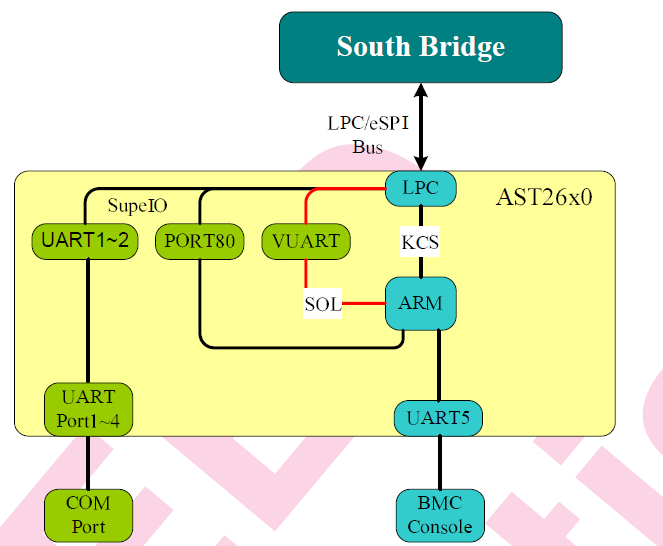 South Bridge
LPC/eSPI
Bus
LPC
AST26x0
SupeIO
UART1~2
PORT80
VUART
KCS
SOL
ARM
UART
Port1~4
UART5
COM
Port
BMC
Console